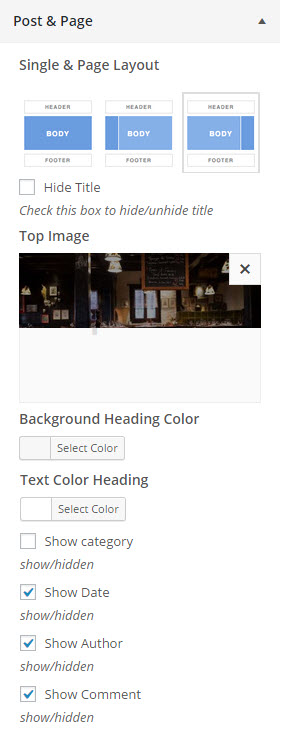 Post & Page
Single & Page Layout
HEADER HEADER HEADER
BODY BODY BODY
FOOTER FOOTER FOOTER
Hide Title
Check this box to hide/unhide title
Top Image
Background Heading Color
Select Color
Text Color Heading
Select Color
Show category
show/hidden
Show Date
show/hidden
Show Author
show/hidden
Show Comment
show/hidden